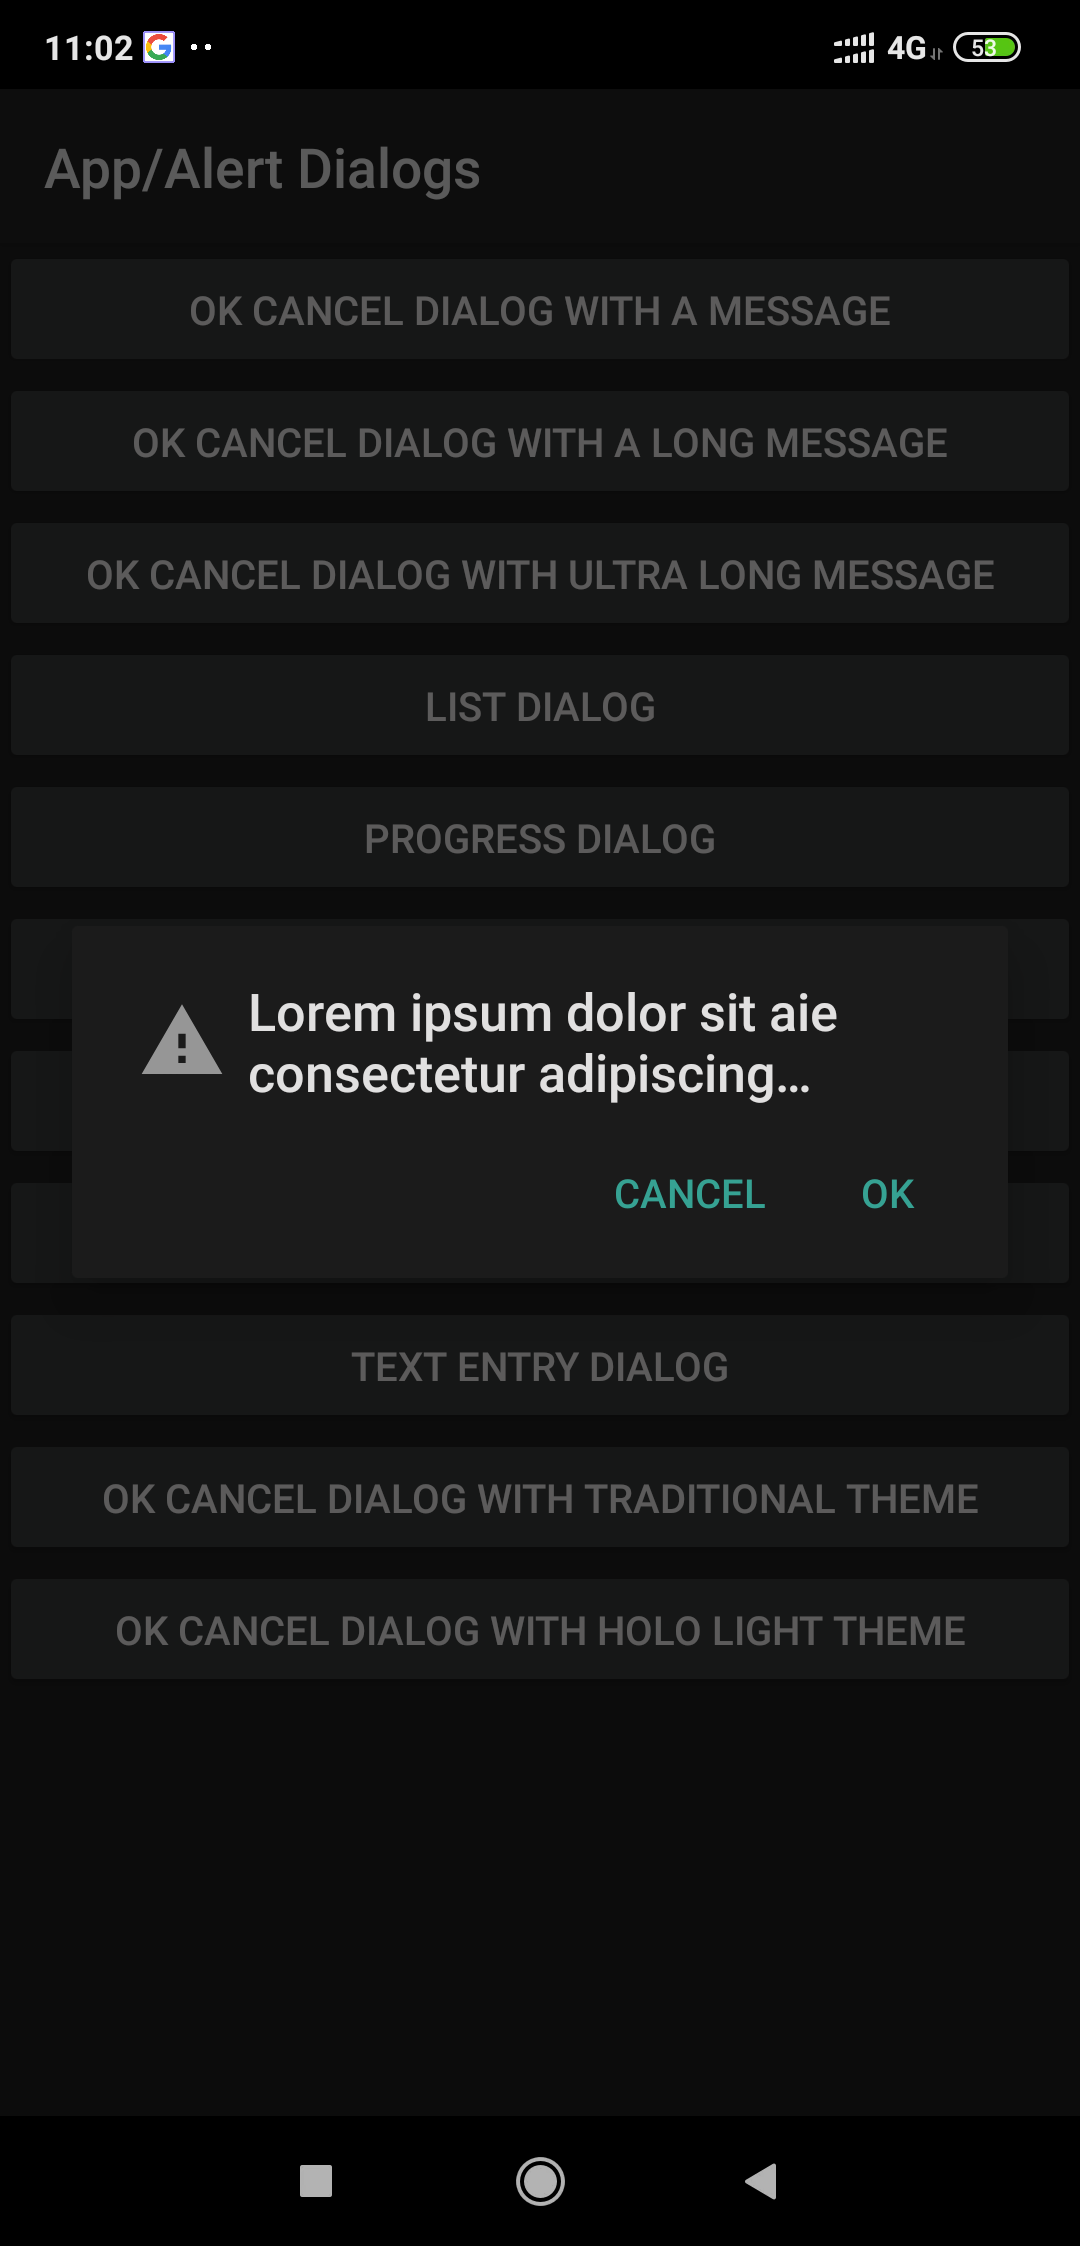 11:02
4G
53
App/Alert Dialogs
OK CANCEL DIALOG WITH A MESSAGE
OK CANCEL DIALOG WITH A LONG MESSAGE
OK CANCEL DIALOG WITH ULTRA LONG MESSAGE
LIST DIALOG
PROGRESS DIALOG
Lorem ipsum dolor sit aie
consectetur adipiscing…
CANCEL
OK
TEXT ENTRY DIALOG
OK CANCEL DIALOG WITH TRADITIONAL THEME
OK CANCEL DIALOG WITH HOLO LIGHT THEME